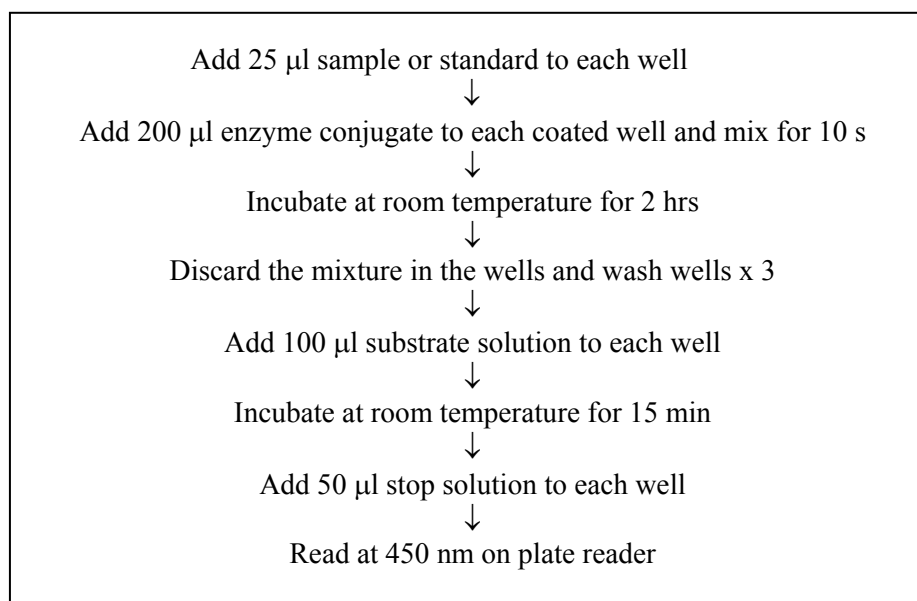 Add 25 μl sample or standard to each well
↓
Add 200 μl enzyme conjugate to each coated well and mix for 10 s
↓
Incubate at room temperature for 2 hrs
↓
Discard the mixture in the wells and wash wells x 3
↓
Add 100 μl substrate solution to each well
↓
Incubate at room temperature for 15 min
↓
Add 50 μl stop solution to each well
↓
Read at 450 nm on plate reader